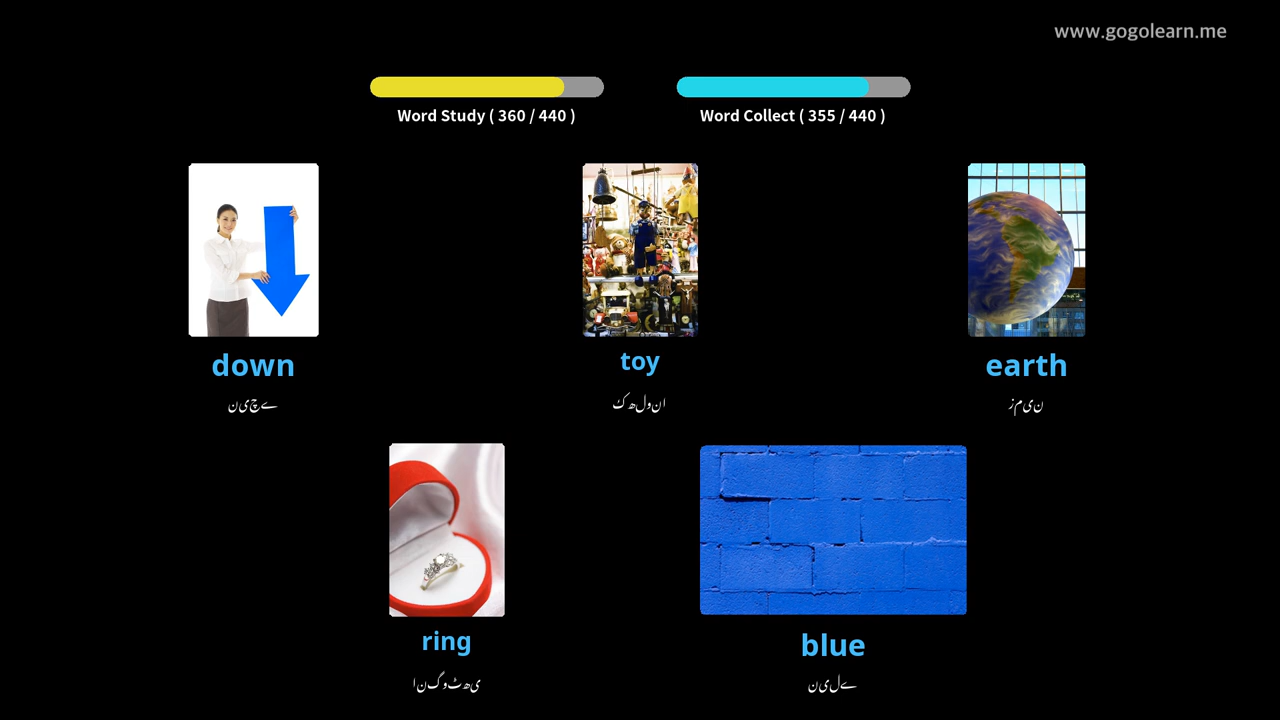 www.gogolearn.me
Word Study ( 360 / 440 )
Word Collect ( 355 / 440 )
down
نیچے
toy
کھلونا
earth
زمین
ring
انگوٹھی
blue
نیلے